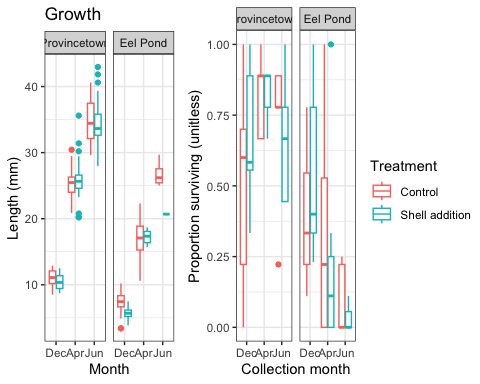 Growth
Provincetown
Eel Pond
40
30
20
10
Length (mm)
Dec Apr Jun
Dec Apr Jun
Month
Provincetown
Eel Pond
1.00
0.75
0.50
0.25
0.00
Proportion surviving (unitless)
Dec Apr Jun
Dec Apr Jun
Collection month
Treatment
Control
Shell addition